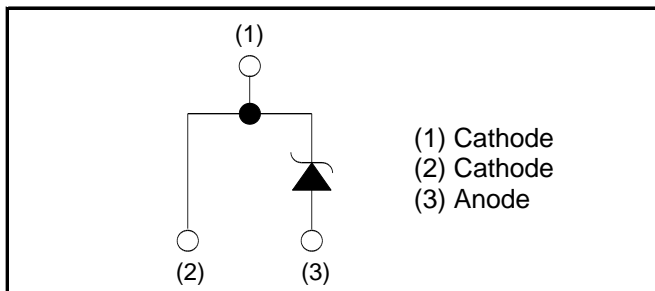 (1)
(1) Cathode
(2) Cathode
(3) Anode
(2) (3)